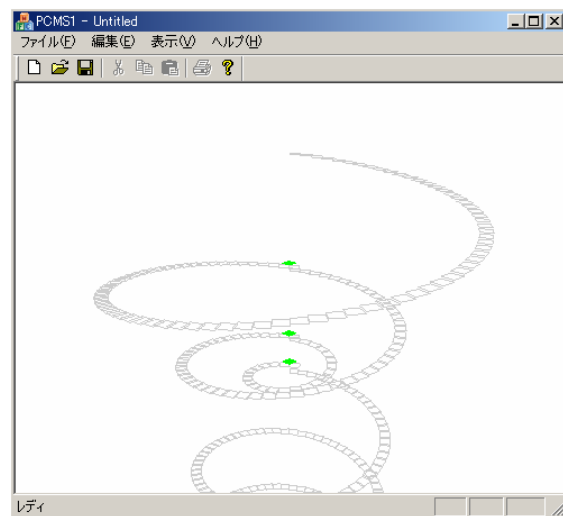 PCMS1 - Untitled
ファイル(F) 編集(E) 表示(V) ヘルプ(H)
レディ